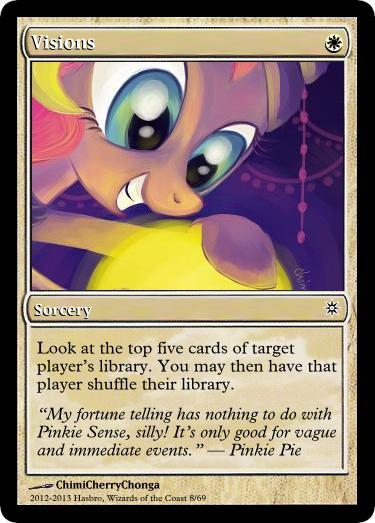 Visions
Sorcery
Look at the top five cards of target
player's library. You may then have that
player shuffle their library.
“My fortune telling has nothing to do with
Pinkie Sense, silly! It's only good for vague
and immediate events.” — Pinkie Pie
ChimiCherryChonga
2012-2013 Hasbro, Wizards of the Coast 8/69